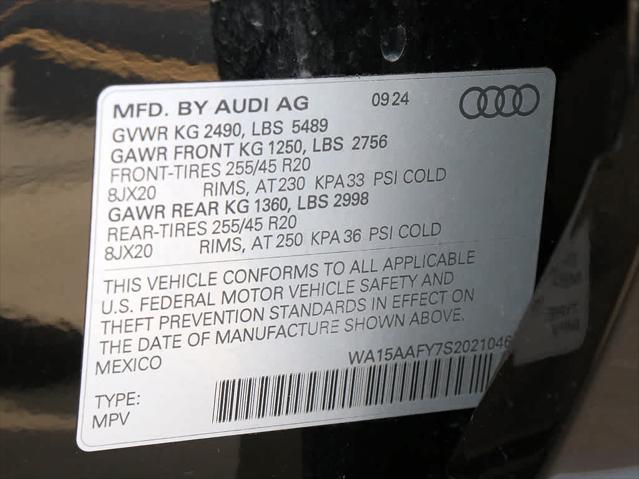 MFD. BY AUDI AG 09 24
GVWR KG 2490, LBS 5489
GAWR FRONT KG 1250, LBS 2756
FRONT-TIRES 255/45 R20
8JX20 RIMS, AT 230 KPA 33 PSI COLD
GAWR REAR KG 1360, LBS 2998
REAR-TIRES 255/45 R20
8JX20 RIMS, AT 250 KPA 36 PSI COLD
THIS VEHICLE CONFORMS TO ALL APPLICABLE
U.S. FEDERAL MOTOR VEHICLE SAFETY AND
THEFT PREVENTION STANDARDS IN EFFECT ON
THE DATE OF MANUFACTURE SHOWN ABOVE.
MEXICO WA15AAFY7S2021046
TYPE:
MPV